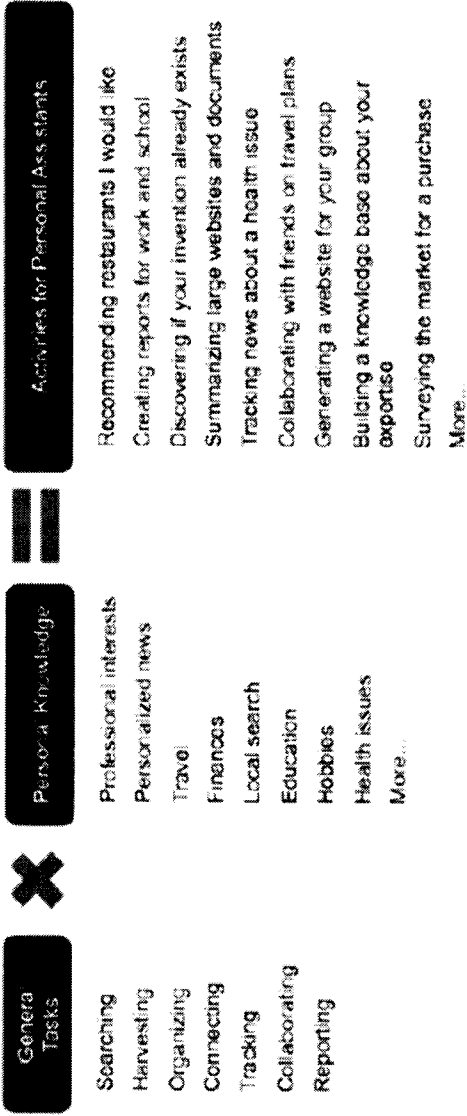 General
Tasks
Searching
Harvesting
Organizing
Connecting
Tracking
Collaborating
Reporting
Personal Knowledge
Professional interests
Personalized news
Travel
Finances
Local search
Education
Hobbies
Health issues
More...
Activities for Personal Assistants
Recommending restaurants I would like
Creating reports for work and school
Discovering if your invention already exists
Summarizing large websites and documents
Tracking news about a health issue
Collaborating with friends on travel plans
Generating a website for your group
Building a knowledge base about your
expertise
Surveying the market for a purchase
More...